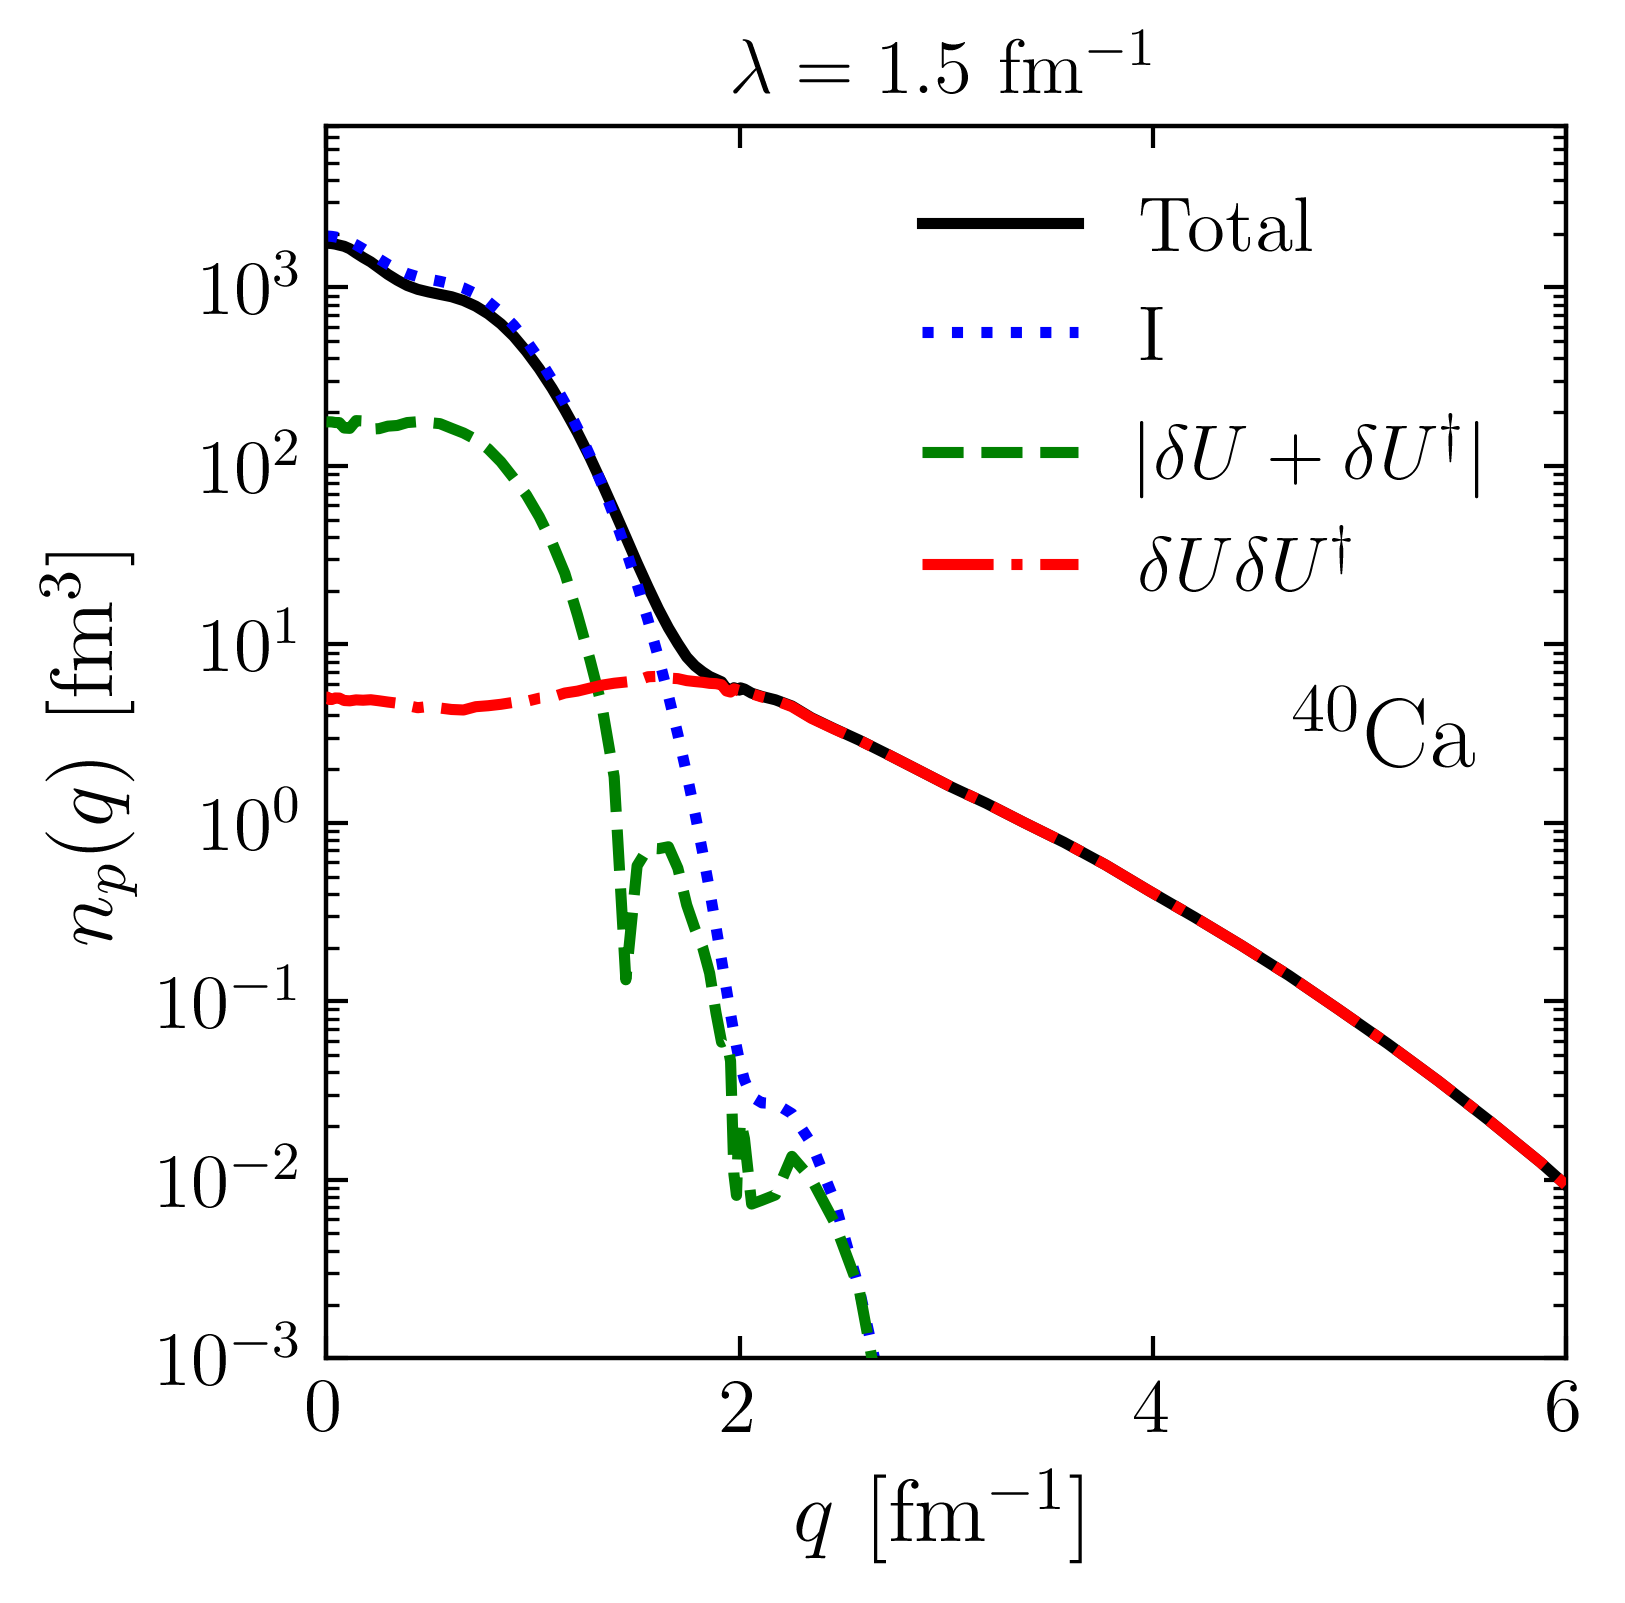 λ = 1.5 fm⁻¹
Total
I
|δU + δU†|
δUδU†
⁴⁰Ca
n_p(q) [fm³]
10³
10²
10¹
10⁰
10⁻¹
10⁻²
10⁻³
0 2 4 6
q [fm⁻¹]